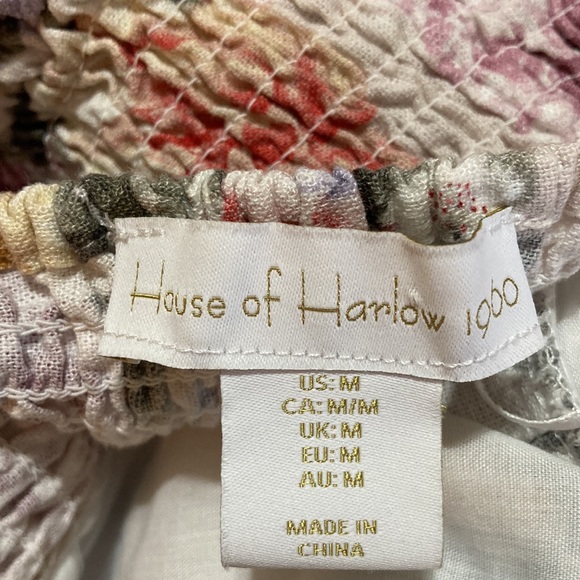 House of Harlow 1960
US: M
CA: M/M
UK: M
EU: M
AU: M
MADE IN
CHINA